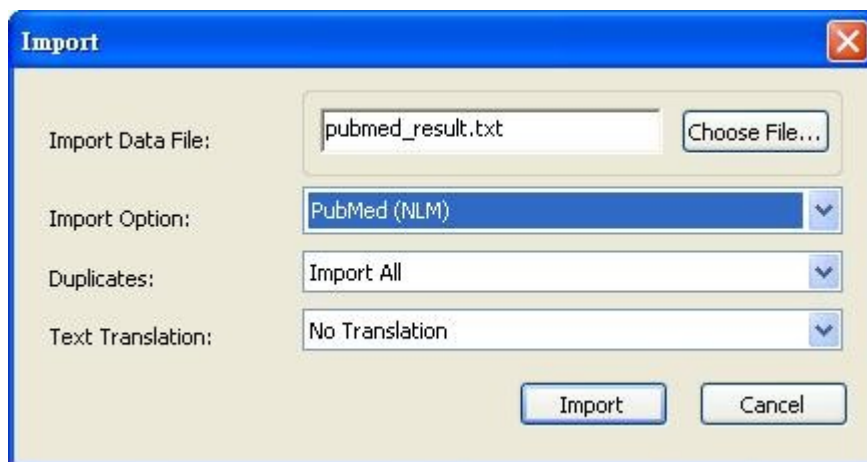 Import
Import Data File: pubmed_result.txt Choose File...
Import Option: PubMed (NLM)
Duplicates: Import All
Text Translation: No Translation
Import Cancel